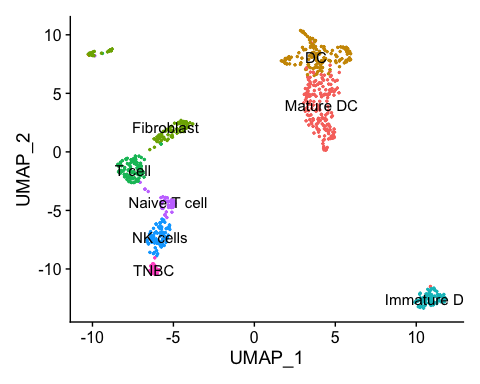 10
5
0
-5
-10
UMAP_2
DC
Mature DC
Fibroblast
T cell
Naive T cell
NK cells
TNBC
Immature D
-10
-5
0
5
10
UMAP_1